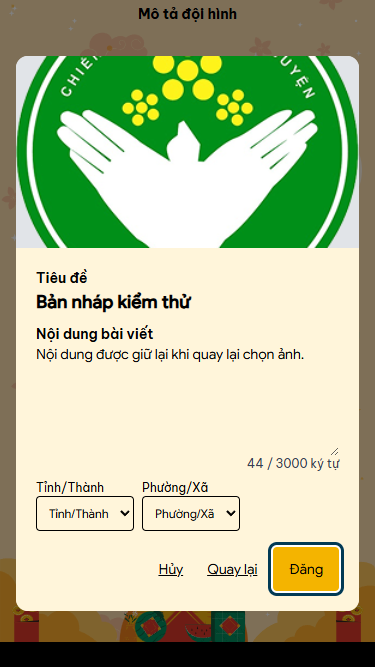 Mô tả đội hình
Tiêu đề
Bản nháp kiểm thử
Nội dung bài viết
Nội dung được giữ lại khi quay lại chọn ảnh.
44 / 3000 ký tự
Tỉnh/Thành Phường/Xã
Tỉnh/Thành Phường/Xã
Hủy Quay lại Đăng